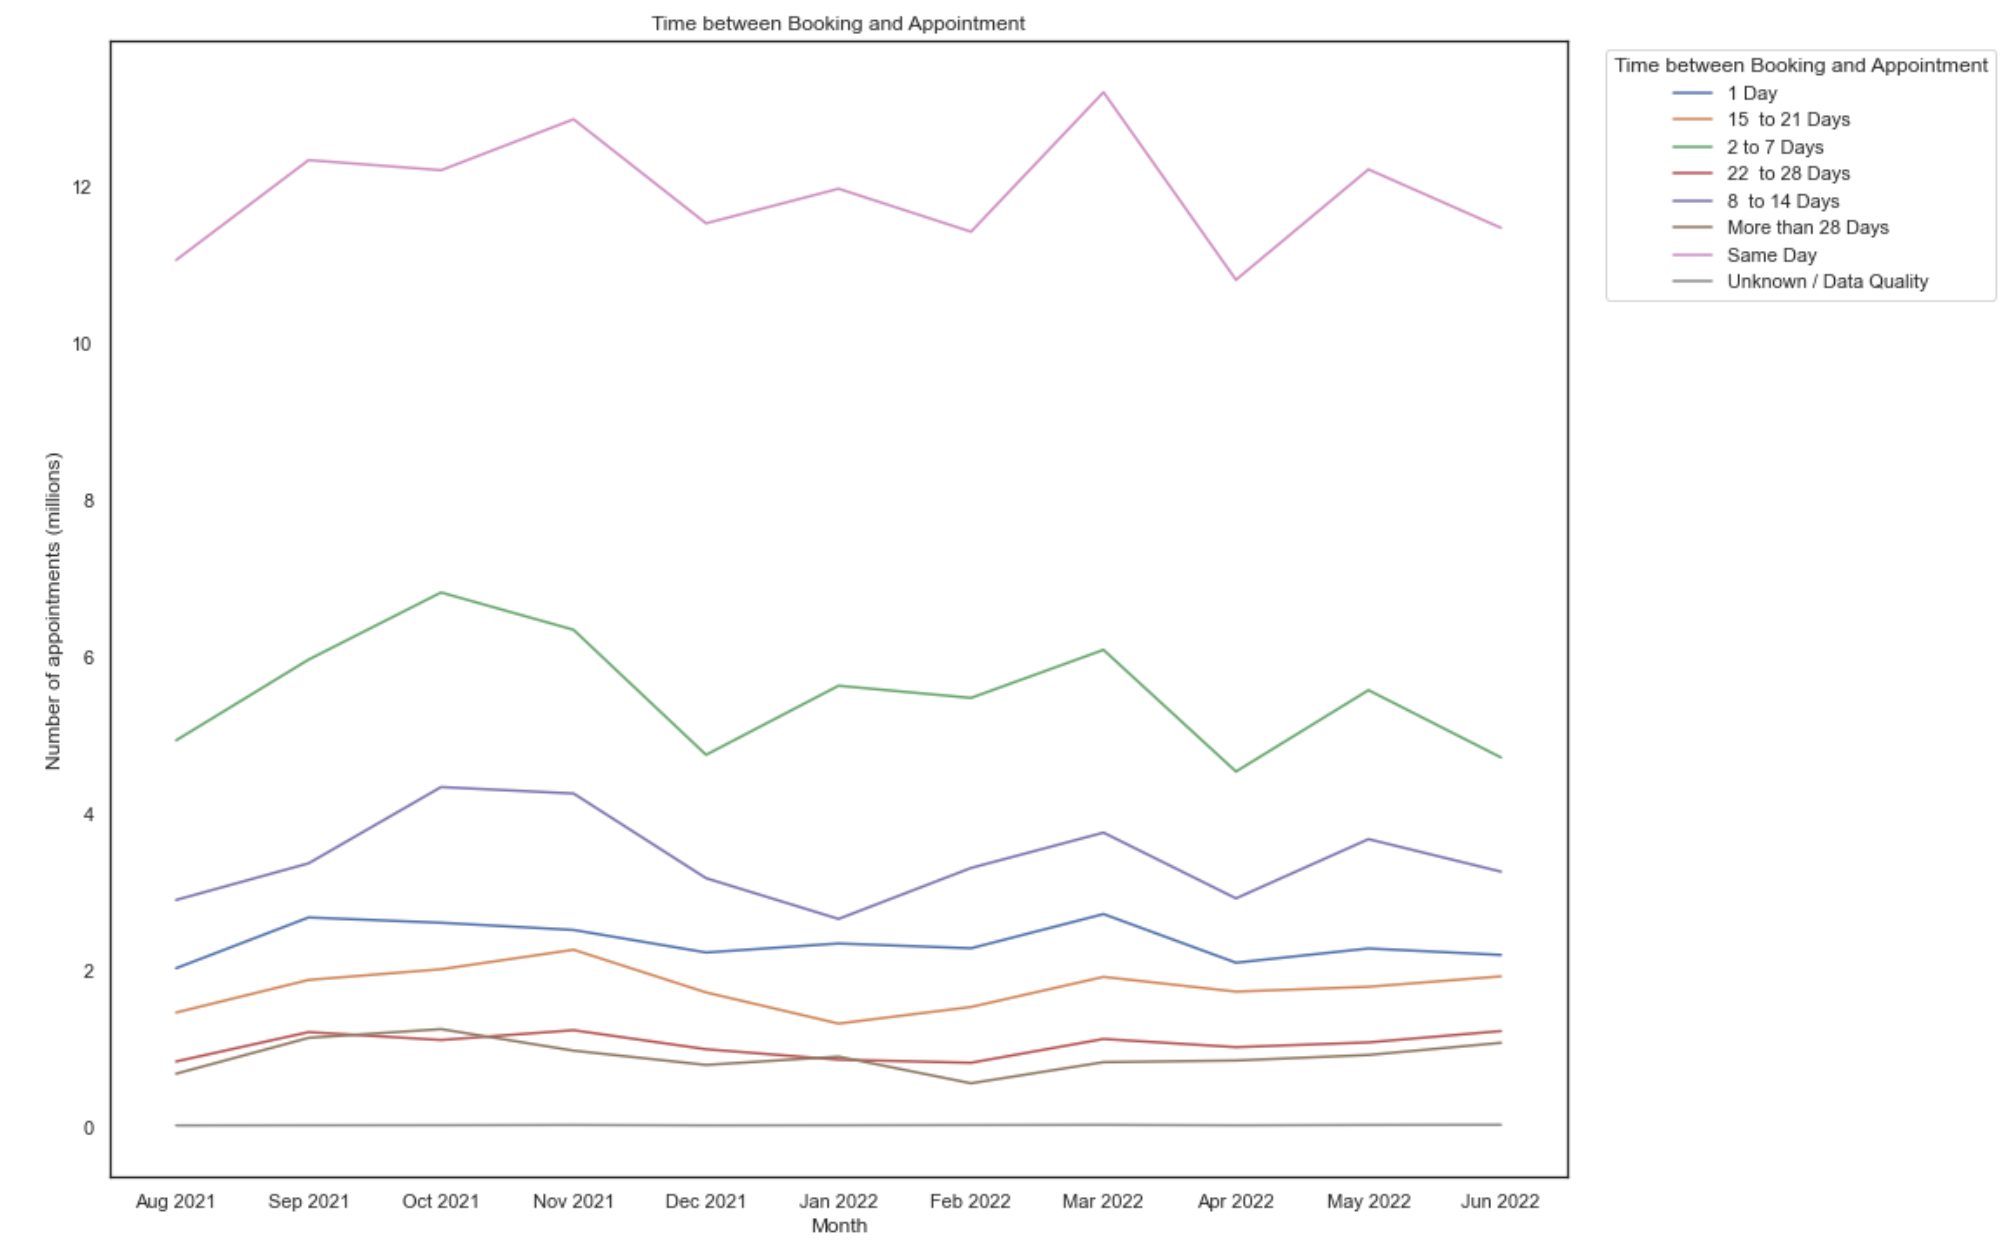 Time between Booking and Appointment
Time between Booking and Appointment
1 Day
15  to 21 Days
2 to 7 Days
22  to 28 Days
8  to 14 Days
More than 28 Days
Same Day
Unknown / Data Quality
Number of appointments (millions)
12
10
8
6
4
2
0
Aug 2021 Sep 2021 Oct 2021 Nov 2021 Dec 2021 Jan 2022 Feb 2022 Mar 2022 Apr 2022 May 2022 Jun 2022
Month